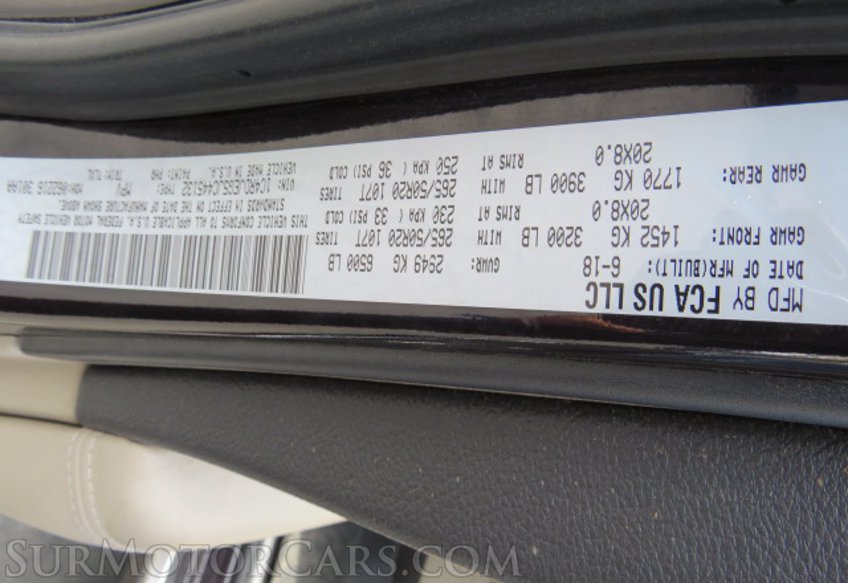 MFD BY FCA US LLC
DATE OF MFR(BUILT): 6-18 GVWR: 2949 KG 6500 LB
GAWR FRONT: 1452 KG 3200 LB WITH 265/50R20 107T TIRES
20X8.0 RIMS AT 230 KPA ( 33 PSI) COLD
GAWR REAR: 1770 KG 3900 LB WITH 265/50R20 107T TIRES
20X8.0 RIMS AT 250 KPA ( 36 PSI) COLD
THIS VEHICLE CONFORMS TO ALL APPLICABLE U.S.A. FEDERAL MOTOR VEHICLE SAFETY
STANDARDS IN EFFECT ON THE DATE OF MANUFACTURE SHOWN ABOVE.
VIN: TYPE: MPV
VEHICLE MADE IN U.S.A. PAINT: TRIM:
SURMOTORCARS.COM